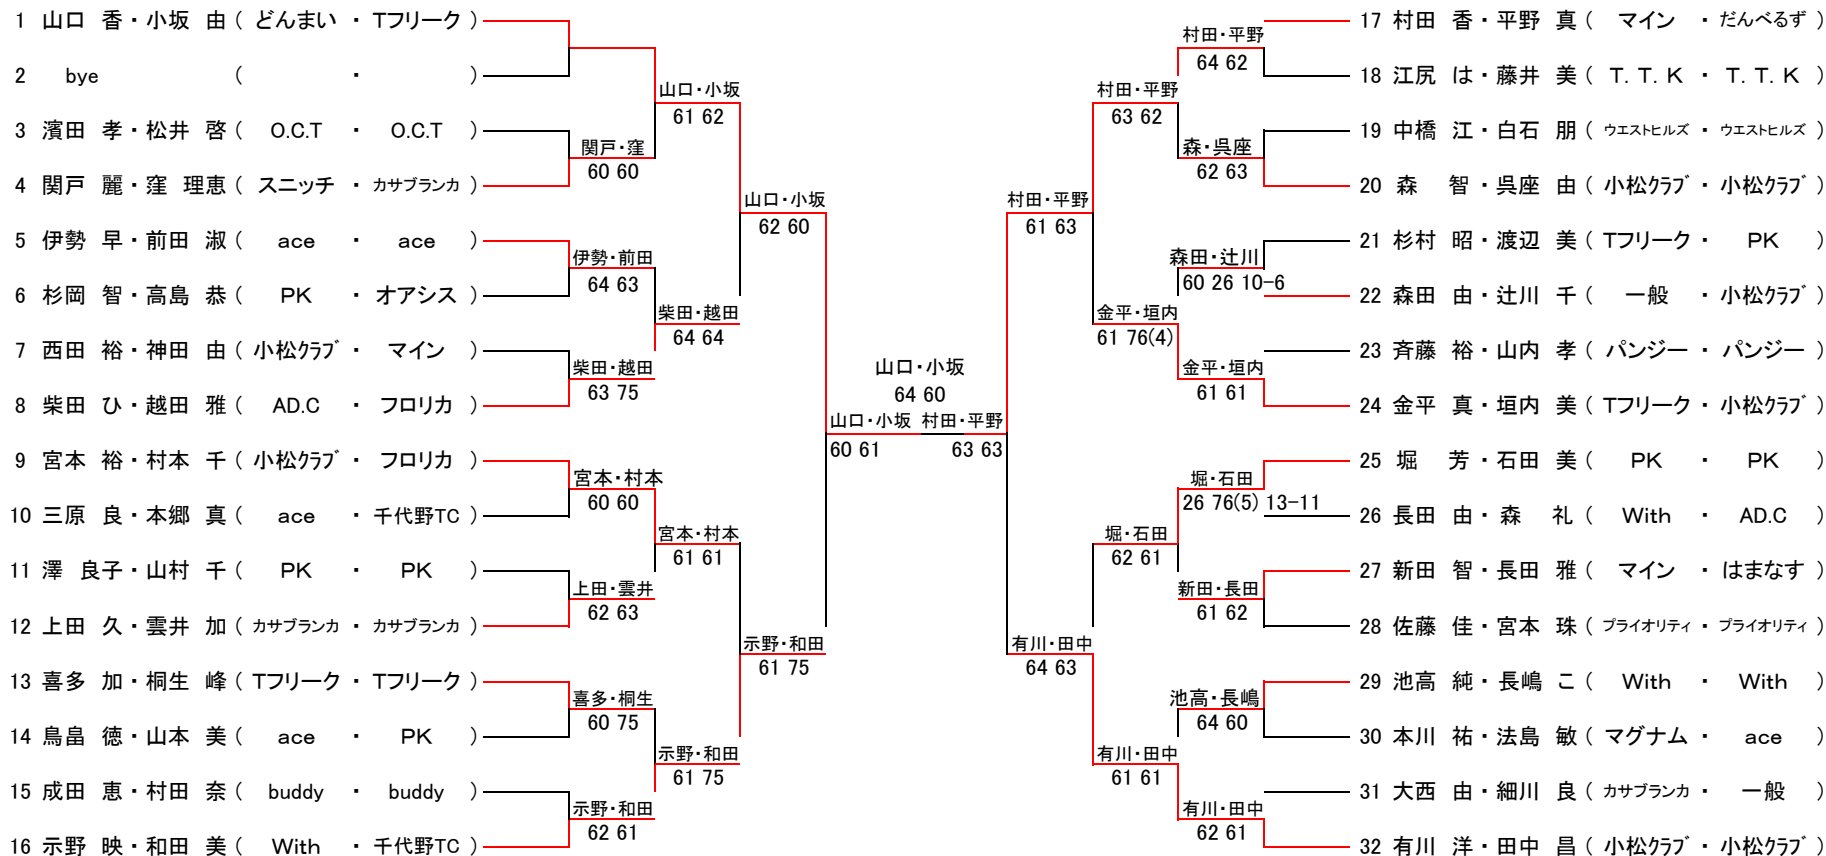 1 山口 香・小坂 由 ( どんまい ・ Tフリーク )
2 bye ( ・ )
3 濱田 孝・松井 啓 ( O.C.T ・ O.C.T )
4 関戸 麗・窪 理恵 ( スニッチ ・ カサブランカ )
5 伊勢 早・前田 淑 ( ace ・ ace )
6 杉岡 智・高島 恭 ( PK ・ オアシス )
7 西田 裕・神田 由 ( 小松クラブ ・ マイン )
8 柴田 ひ・越田 雅 ( AD.C ・ フロリカ )
9 宮本 裕・村本 千 ( 小松クラブ ・ フロリカ )
10 三原 良・本郷 真 ( ace ・ 千代野TC )
11 澤 良子・山村 千 ( PK ・ PK )
12 上田 久・雲井 加 ( カサブランカ ・ カサブランカ )
13 喜多 加・桐生 峰 ( Tフリーク ・ Tフリーク )
14 鳥畠 徳・山本 美 ( ace ・ PK )
15 成田 恵・村田 奈 ( buddy ・ buddy )
16 示野 映・和田 美 ( With ・ 千代野TC )
関戸・窪
60 60
伊勢・前田
64 63
柴田・越田
63 75
宮本・村本
60 60
上田・雲井
62 63
喜多・桐生
60 75
示野・和田
62 61
山口・小坂
61 62
柴田・越田
64 64
宮本・村本
61 61
示野・和田
61 75
山口・小坂
62 60
示野・和田
61 75
山口・小坂
60 61
山口・小坂
64 60
村田・平野
63 63
村田・平野
61 63
有川・田中
64 63
村田・平野
63 62
金平・垣内
61 76(4)
堀・石田
62 61
有川・田中
61 61
村田・平野
64 62
森・呉座
62 63
森田・辻川
60 26 10-6
金平・垣内
61 61
堀・石田
26 76(5) 13-11
新田・長田
61 62
池高・長嶋
64 60
有川・田中
62 61
17 村田 香・平野 真 ( マイン ・ だんべるず )
18 江尻 は・藤井 美 ( T.T.K ・ T.T.K )
19 中橋 江・白石 朋 ( ウエストヒルズ ・ ウエストヒルズ )
20 森 智・呉座 由 ( 小松クラブ ・ 小松クラブ )
21 杉村 昭・渡辺 美 ( Tフリーク ・ PK )
22 森田 由・辻川 千 ( 一般 ・ 小松クラブ )
23 斉藤 裕・山内 孝 ( パンジー ・ パンジー )
24 金平 真・垣内 美 ( Tフリーク ・ 小松クラブ )
25 堀 芳・石田 美 ( PK ・ PK )
26 長田 由・森 礼 ( With ・ AD.C )
27 新田 智・長田 雅 ( マイン ・ はまなす )
28 佐藤 佳・宮本 珠 ( プライオリティ ・ プライオリティ )
29 池高 純・長嶋 こ ( With ・ With )
30 本川 祐・法島 敏 ( マグナム ・ ace )
31 大西 由・細川 良 ( カサブランカ ・ 一般 )
32 有川 洋・田中 昌 ( 小松クラブ ・ 小松クラブ )